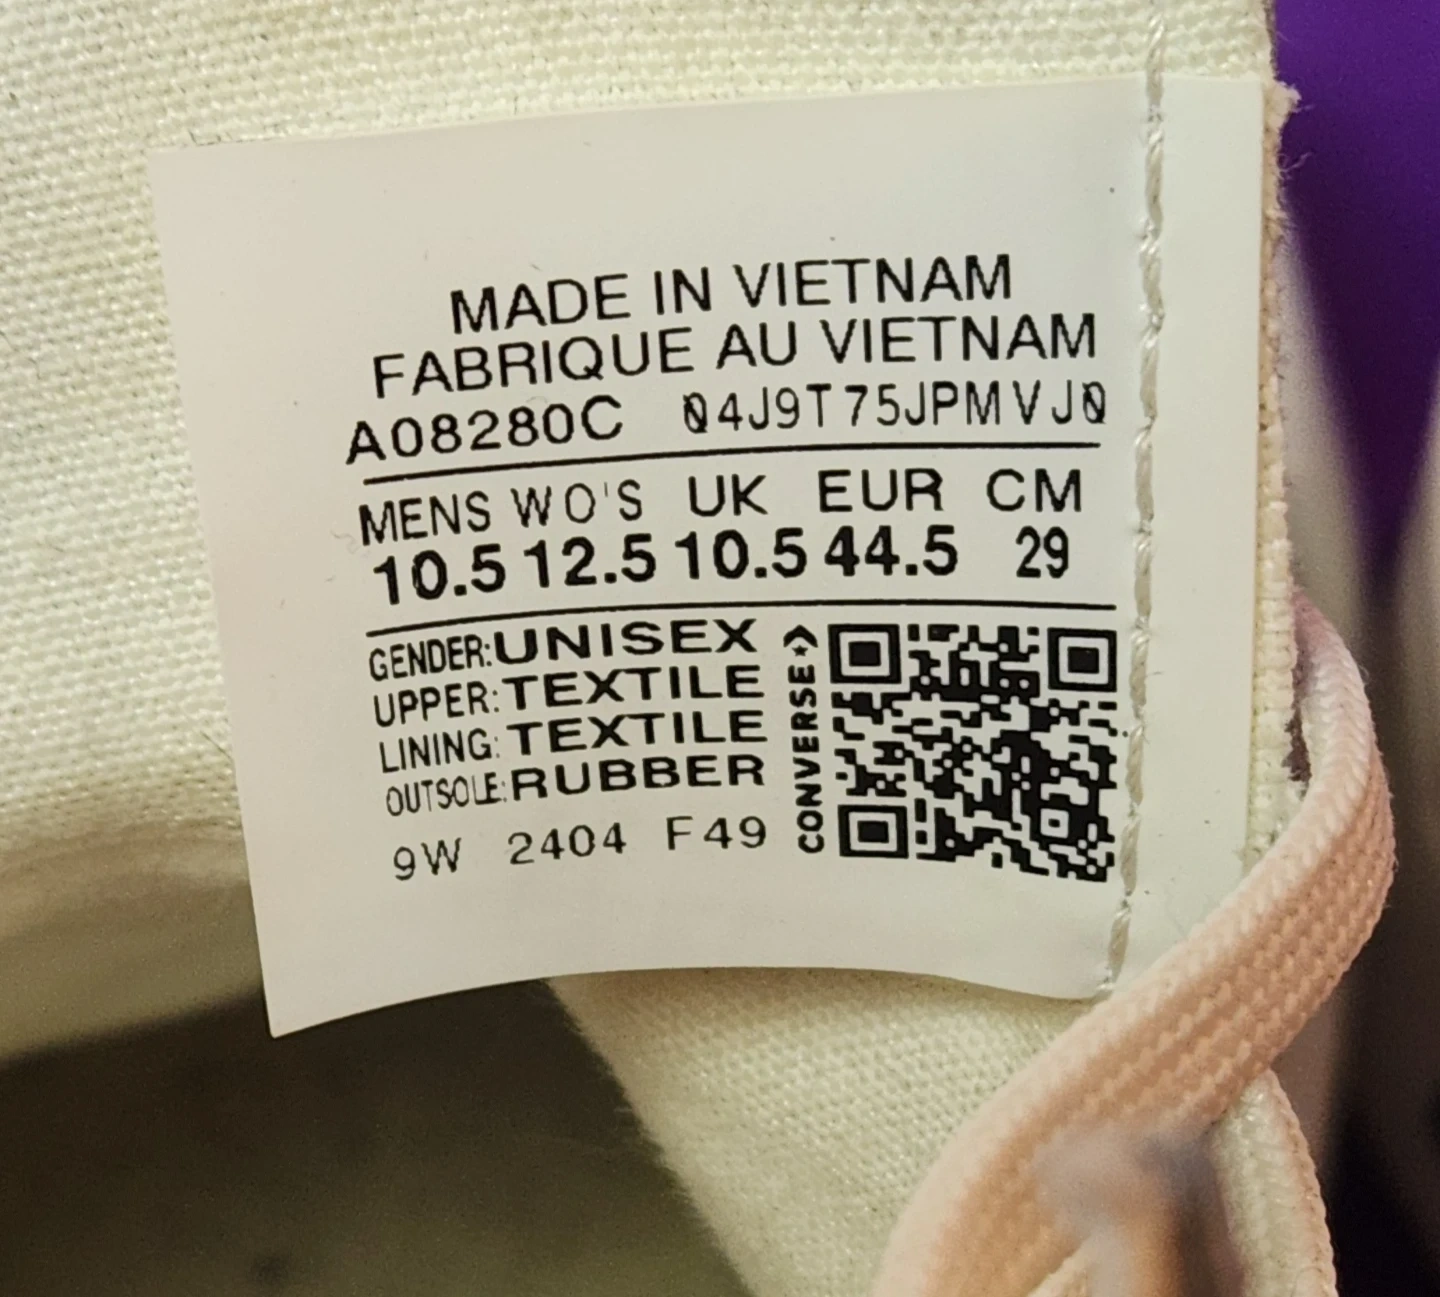 MADE IN VIETNAM
FABRIQUE AU VIETNAM
A08280C 04J9T75JPMVJ0
MENS WO'S UK EUR CM
10.5 12.5 10.5 44.5 29
GENDER:UNISEX
UPPER:TEXTILE
LINING:TEXTILE
OUTSOLE:RUBBER
9W 2404 F49
CONVERSE